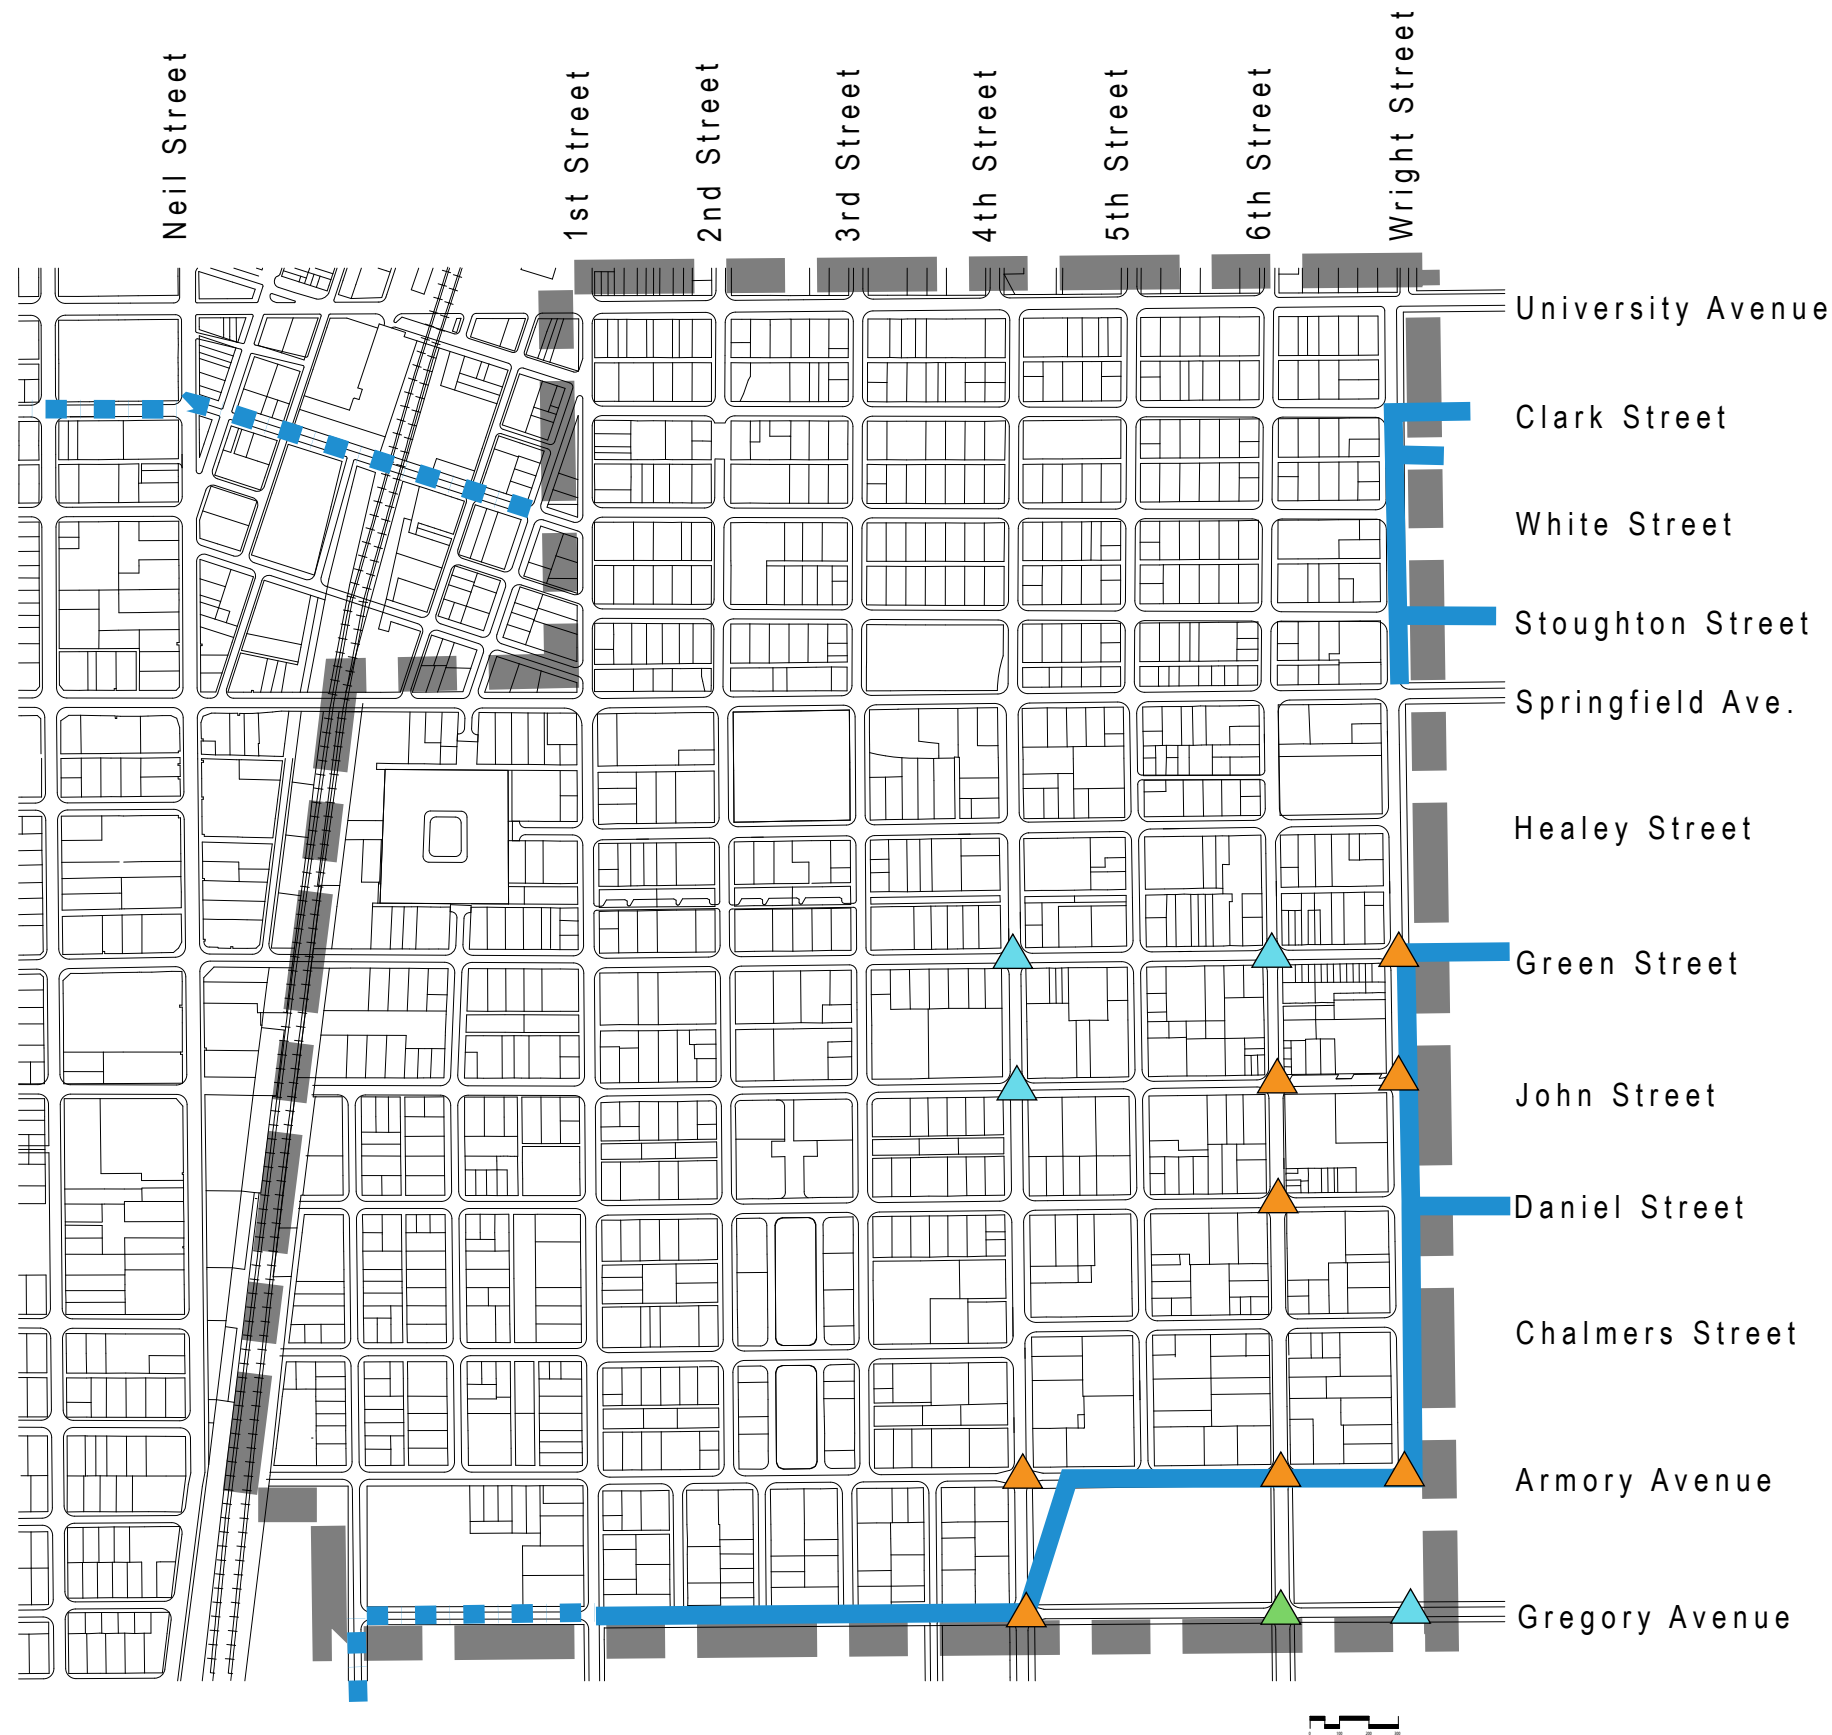 Neil Street
1st Street
2nd Street
3rd Street
4th Street
5th Street
6th Street
Wright Street
University Avenue
Clark Street
White Street
Stoughton Street
Springfield Ave.
Healey Street
Green Street
John Street
Daniel Street
Chalmers Street
Armory Avenue
Gregory Avenue